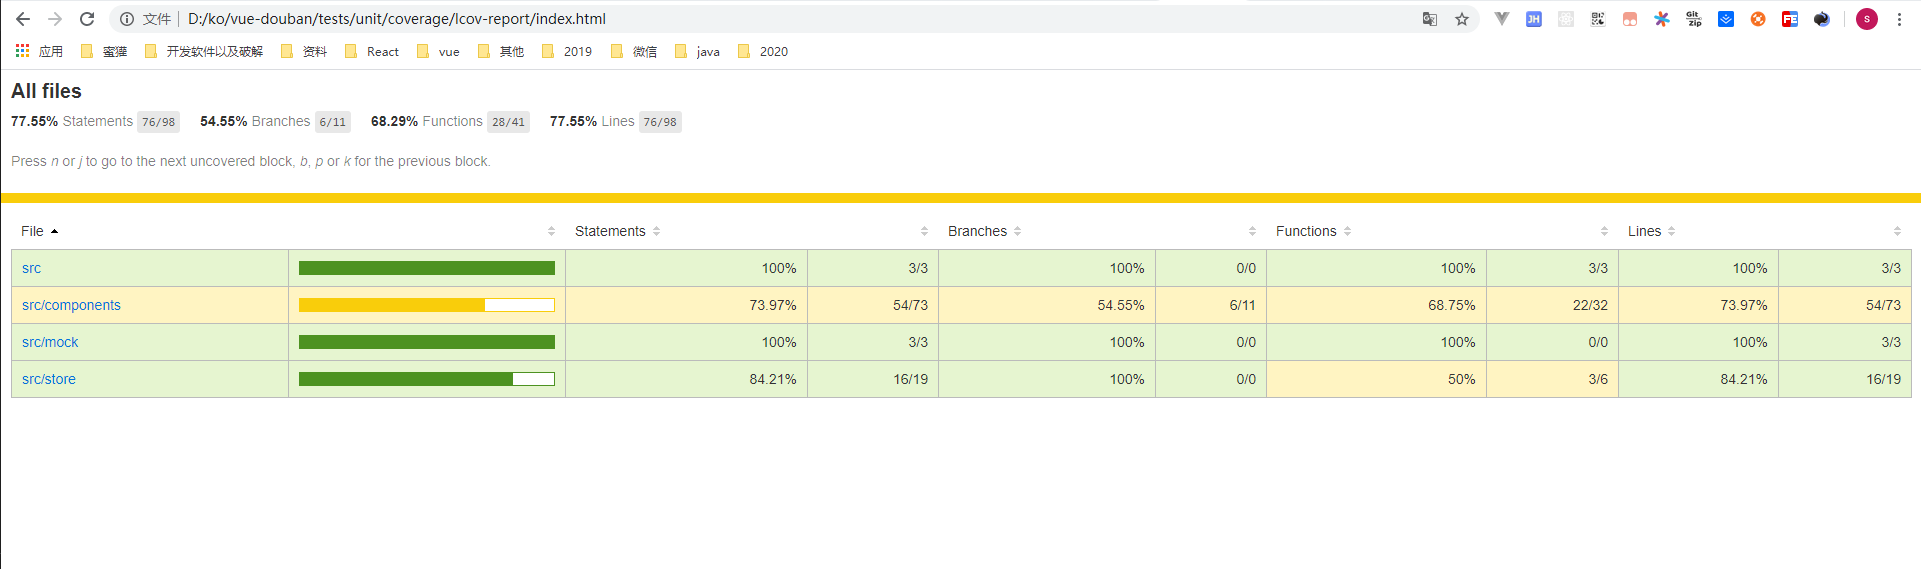 文件 D:/ko/vue-douban/tests/unit/coverage/lcov-report/index.html JH Git Zip FE S
应用 蜜獾 开发软件以及破解 资料 React vue 其他 2019 微信 java 2020
All files
77.55% Statements 76/98 54.55% Branches 6/11 68.29% Functions 28/41 77.55% Lines 76/98
Press n or j to go to the next uncovered block, b, p or k for the previous block.
File Statements Branches Functions Lines
src 100% 3/3 100% 0/0 100% 3/3 100% 3/3
src/components 73.97% 54/73 54.55% 6/11 68.75% 22/32 73.97% 54/73
src/mock 100% 3/3 100% 0/0 100% 0/0 100% 3/3
src/store 84.21% 16/19 100% 0/0 50% 3/6 84.21% 16/19